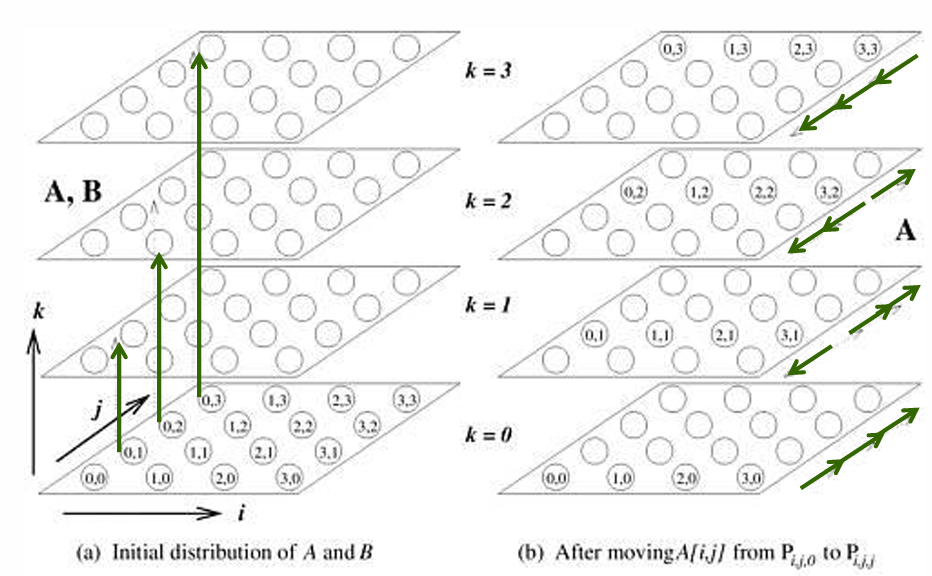 k = 3
0,3 1,3 2,3 3,3
A, B
k = 2
0,2 1,2 2,2 3,2
A
k
k = 1
0,1 1,1 2,1 3,1
j
0,3 1,3 2,3 3,3
0,2 1,2 2,2 3,2
k = 0
0,1 1,1 2,1 3,1
0,0 1,0 2,0 3,0
0,0 1,0 2,0 3,0
i
(a) Initial distribution of A and B
(b) After moving A[i,j] from P i,j,0 to P i,j,j